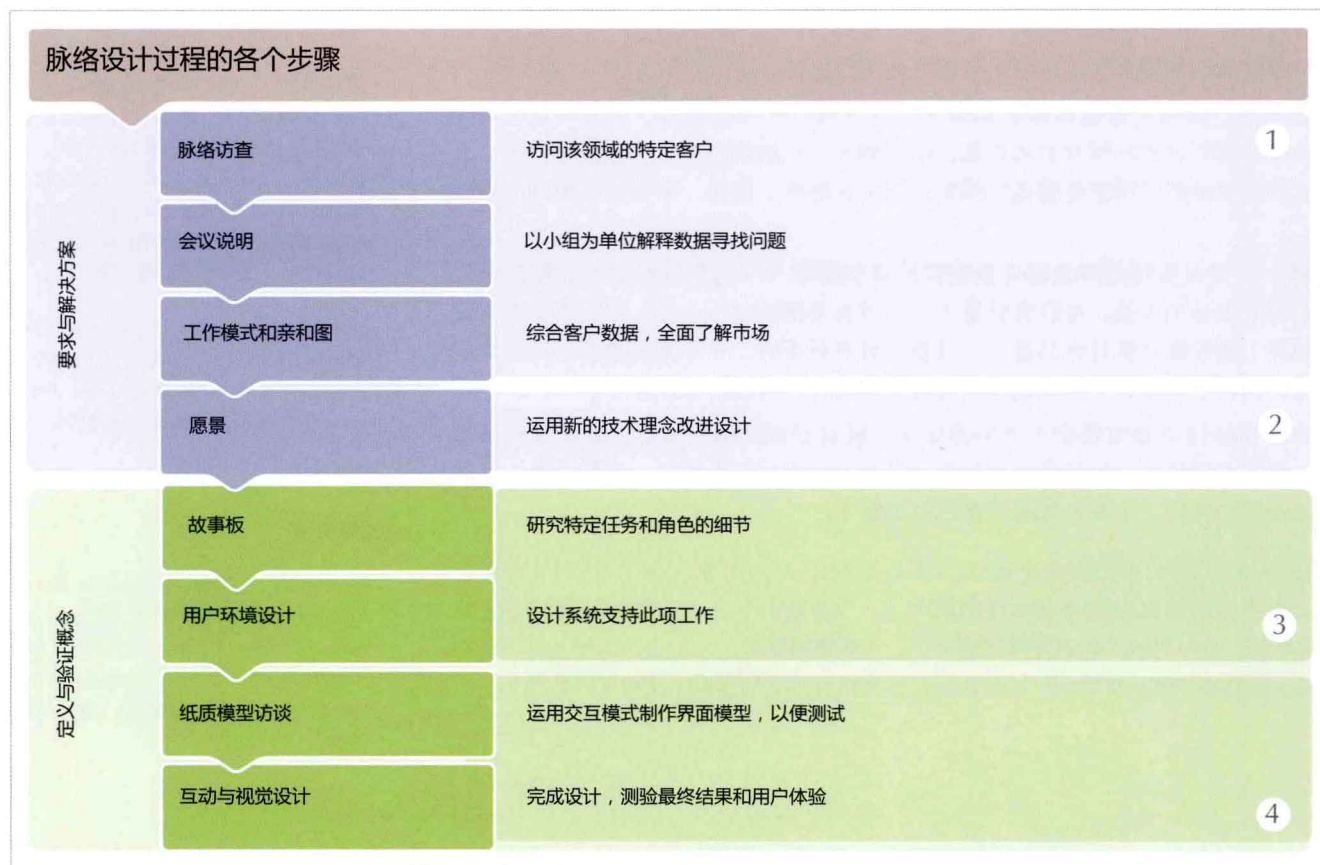 脉络设计过程的各个步骤
要求与解决方案
脉络访查
访问该领域的特定客户
1
会议说明
以小组为单位解释数据寻找问题
工作模式和亲和图
综合客户数据，全面了解市场
愿景
运用新的技术理念改进设计
2
定义与验证概念
故事板
研究特定任务和角色的细节
用户环境设计
设计系统支持此项工作
3
纸质模型访谈
运用交互模式制作界面模型，以便测试
互动与视觉设计
完成设计，测验最终结果和用户体验
4